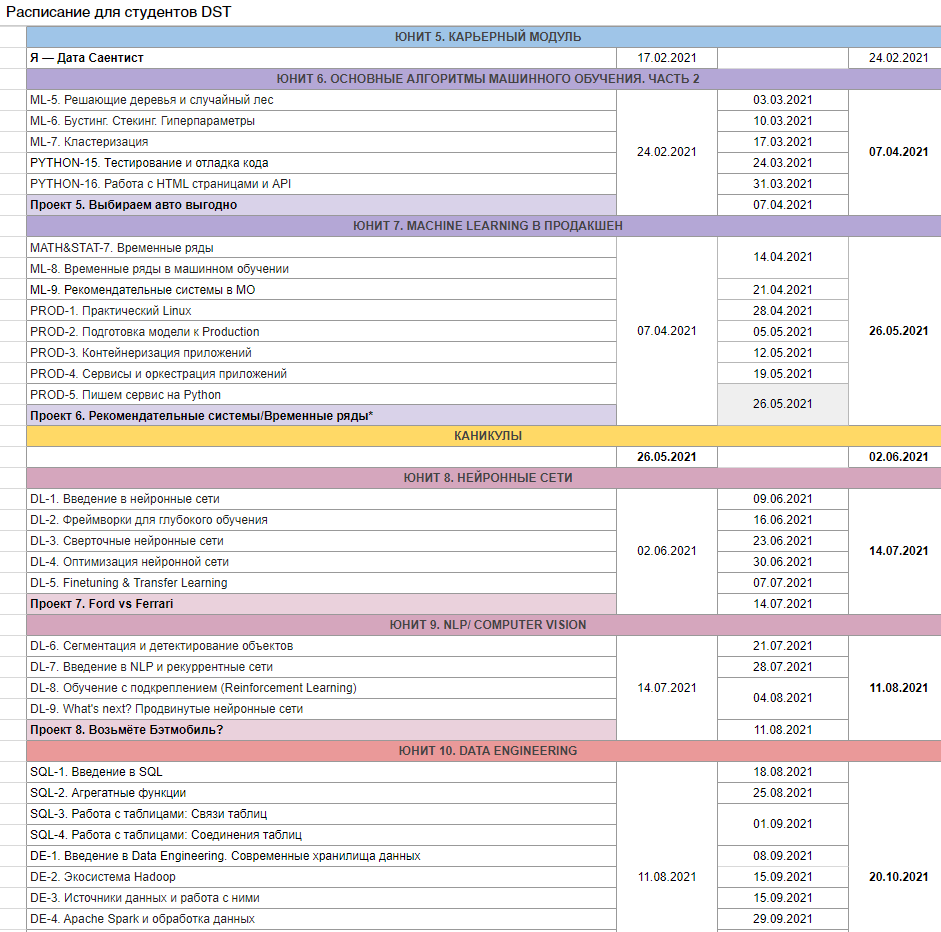 Расписание для студентов DST
ЮНИТ 5. КАРЬЕРНЫЙ МОДУЛЬ
Я — Дата Саентист 17.02.2021 24.02.2021
ЮНИТ 6. ОСНОВНЫЕ АЛГОРИТМЫ МАШИННОГО ОБУЧЕНИЯ. ЧАСТЬ 2
ML-5. Решающие деревья и случайный лес 03.03.2021
ML-6. Бустинг. Стекинг. Гиперпараметры 10.03.2021
ML-7. Кластеризация 17.03.2021
24.02.2021 07.04.2021
PYTHON-15. Тестирование и отладка кода 24.03.2021
PYTHON-16. Работа с HTML страницами и API 31.03.2021
Проект 5. Выбираем авто выгодно 07.04.2021
ЮНИТ 7. MACHINE LEARNING В ПРОДАКШЕН
MATH&STAT-7. Временные ряды
14.04.2021
ML-8. Временные ряды в машинном обучении
ML-9. Рекомендательные системы в МО 21.04.2021
PROD-1. Практический Linux 28.04.2021
PROD-2. Подготовка модели к Production 07.04.2021 05.05.2021 26.05.2021
PROD-3. Контейнеризация приложений 12.05.2021
PROD-4. Сервисы и оркестрация приложений 19.05.2021
PROD-5. Пишем сервис на Python
26.05.2021
Проект 6. Рекомендательные системы/Временные ряды*
КАНИКУЛЫ
26.05.2021 02.06.2021
ЮНИТ 8. НЕЙРОННЫЕ СЕТИ
DL-1. Введение в нейронные сети 09.06.2021
DL-2. Фреймворки для глубокого обучения 16.06.2021
DL-3. Сверточные нейронные сети 23.06.2021
02.06.2021 14.07.2021
DL-4. Оптимизация нейронной сети 30.06.2021
DL-5. Finetuning & Transfer Learning 07.07.2021
Проект 7. Ford vs Ferrari 14.07.2021
ЮНИТ 9. NLP/ COMPUTER VISION
DL-6. Сегментация и детектирование объектов 21.07.2021
DL-7. Введение в NLP и рекуррентные сети 28.07.2021
DL-8. Обучение с подкреплением (Reinforcement Learning) 14.07.2021 11.08.2021
04.08.2021
DL-9. What's next? Продвинутые нейронные сети
Проект 8. Возьмёте Бэтмобиль? 11.08.2021
ЮНИТ 10. DATA ENGINEERING
SQL-1. Введение в SQL 18.08.2021
SQL-2. Агрегатные функции 25.08.2021
SQL-3. Работа с таблицами: Связи таблиц
01.09.2021
SQL-4. Работа с таблицами: Соединения таблиц
DE-1. Введение в Data Engineering. Современные хранилища данных 08.09.2021
DE-2. Экосистема Hadoop 11.08.2021 15.09.2021 20.10.2021
DE-3. Источники данных и работа с ними 15.09.2021
DE-4. Apache Spark и обработка данных 29.09.2021